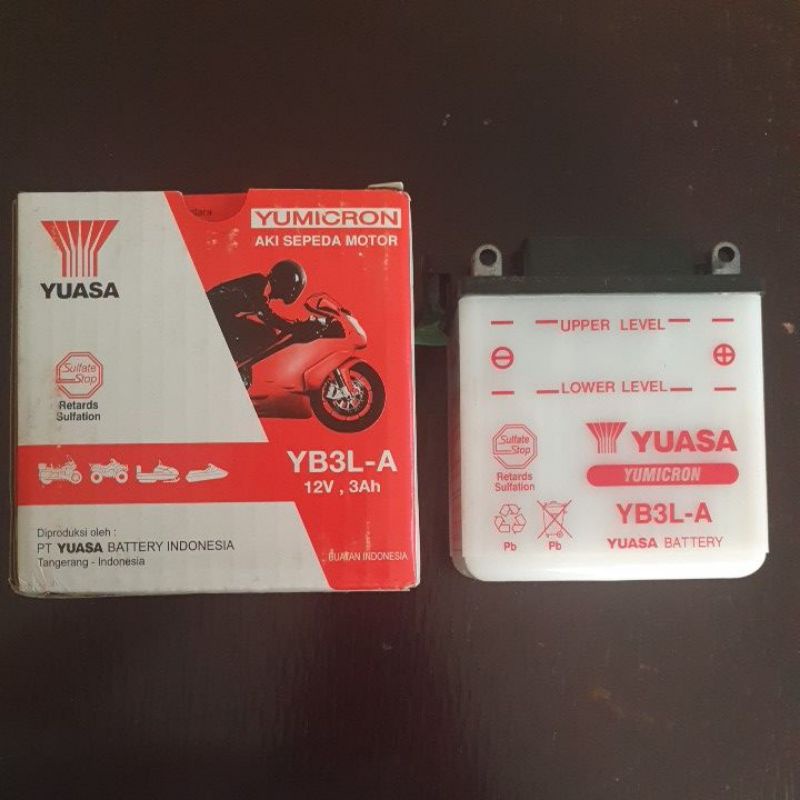 YUASA
YUMICRON
AKI SEPEDA MOTOR
Sulfate
Stop
Retards
Sulfation
YB3L-A
12V , 3Ah
Diproduksi oleh :
PT YUASA BATTERY INDONESIA
Tangerang - Indonesia
BUATAN INDONESIA
UPPER LEVEL
LOWER LEVEL
Sulfate
Stop
Retards
Sulfation
YUASA
YUMICRON
YB3L-A
Pb Pb
YUASA BATTERY